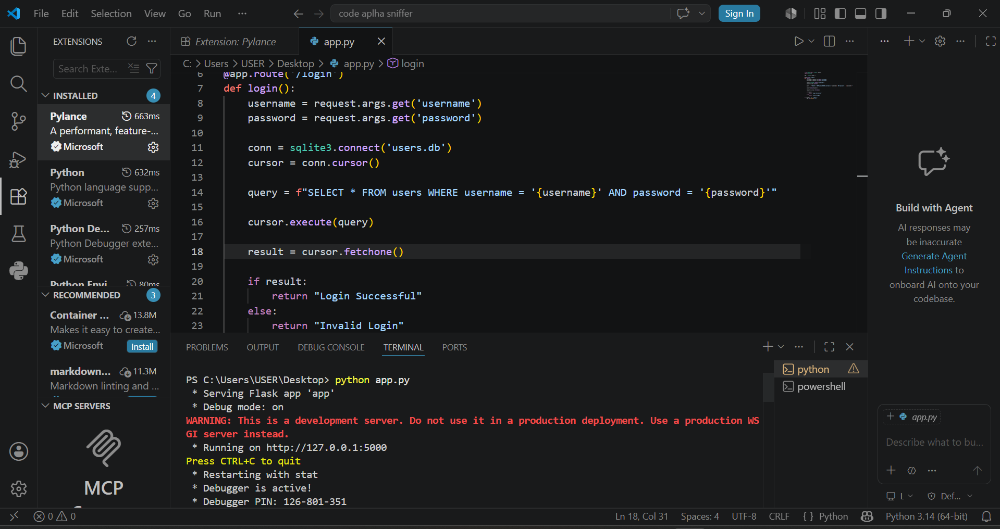 File Edit Selection View Go Run ···
code aplha sniffer
Sign In
EXTENSIONS
Search Exte...
INSTALLED 4
Pylance 663ms
A performant, feature-...
Microsoft
Python 632ms
Python language supp...
Microsoft
Python De... 257ms
Python Debugger exte...
Microsoft
Python Envi... 80ms
RECOMMENDED 3
Container ... 13.8M
Makes it easy to create...
Microsoft Install
markdown... 11.3M
Markdown linting and ...
MCP SERVERS
MCP
Extension: Pylance
app.py
C: > Users > USER > Desktop > app.py > login
6 @app.route('/login')
7 def login():
8 username = request.args.get('username')
9 password = request.args.get('password')
10
11 conn = sqlite3.connect('users.db')
12 cursor = conn.cursor()
13
14 query = f"SELECT * FROM users WHERE username = '{username}' AND password = '{password}'"
15
16 cursor.execute(query)
17
18 result = cursor.fetchone()
19
20 if result:
21 return "Login Successful"
22 else:
23 return "Invalid Login"
PROBLEMS OUTPUT DEBUG CONSOLE TERMINAL PORTS
PS C:\Users\USER\Desktop> python app.py
* Serving Flask app 'app'
* Debug mode: on
WARNING: This is a development server. Do not use it in a production deployment. Use a production WS
GI server instead.
* Running on http://127.0.0.1:5000
Press CTRL+C to quit
* Restarting with stat
* Debugger is active!
* Debugger PIN: 126-801-351
python
powershell
Build with Agent
AI responses may
be inaccurate
Generate Agent
Instructions to
onboard AI onto your
codebase.
app.py
Describe what to bu...
L
Def...
0 0
Ln 18, Col 31 Spaces: 4 UTF-8 CRLF {} Python Python 3.14 (64-bit)